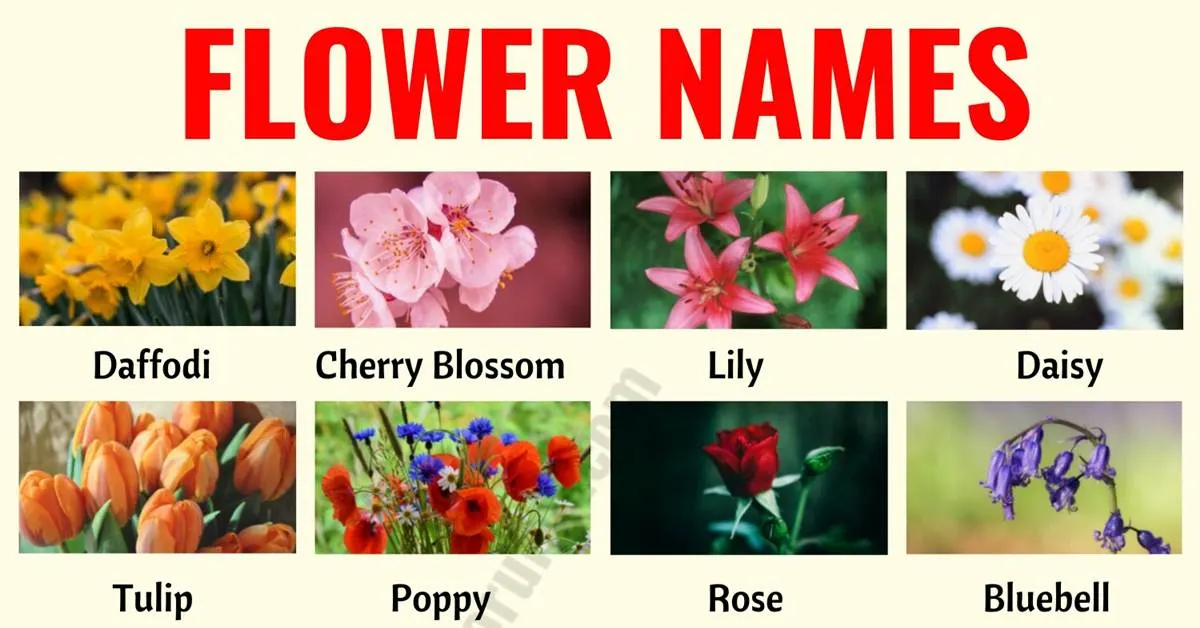 FLOWER NAMES
Daffodi
Cherry Blossom
Lily
Daisy
Tulip
Poppy
Rose
Bluebell